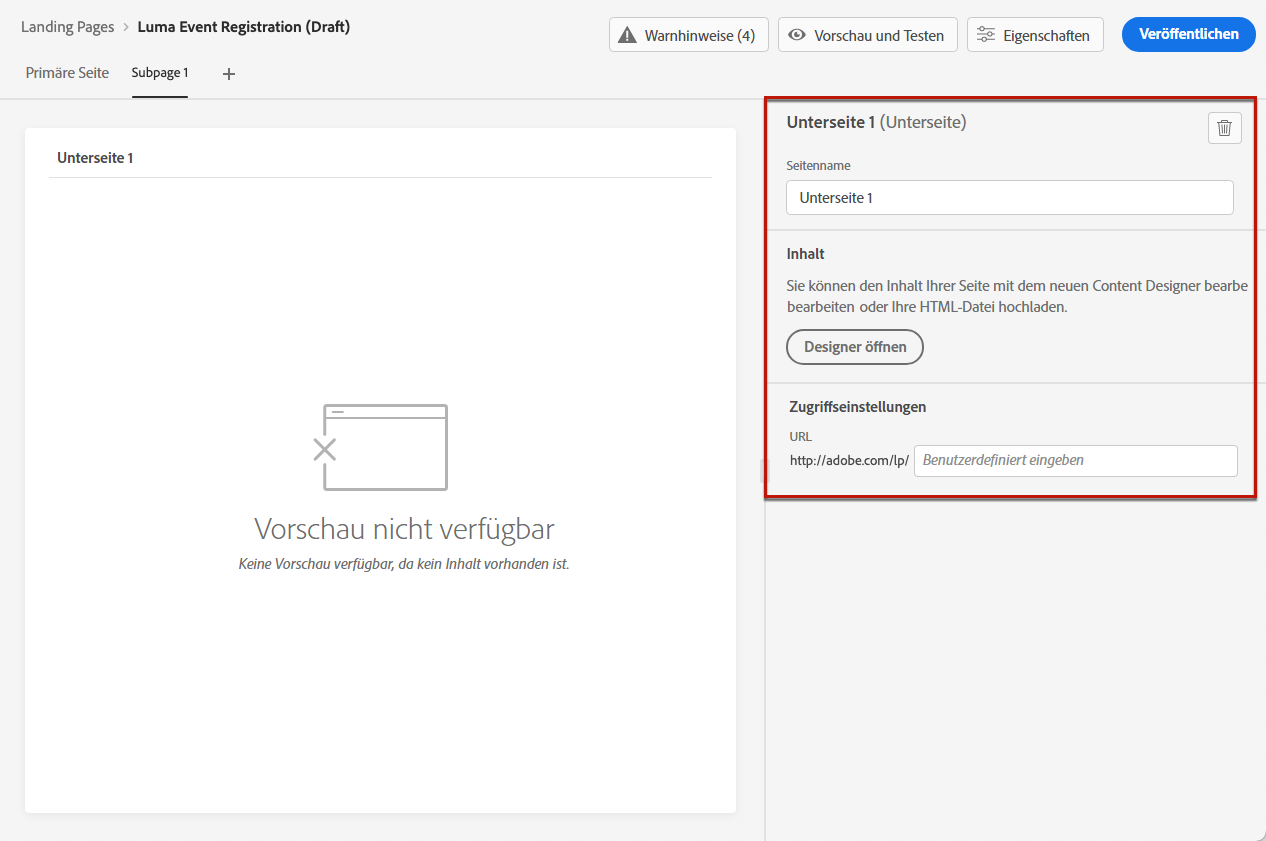 Landing Pages > Luma Event Registration (Draft)
Warnhinweise (4)
Vorschau und Testen
Eigenschaften
Veröffentlichen
Primäre Seite
Subpage 1
+
Unterseite 1
Vorschau nicht verfügbar
Keine Vorschau verfügbar, da kein Inhalt vorhanden ist.
Unterseite 1 (Unterseite)
Seitenname
Unterseite 1
Inhalt
Sie können den Inhalt Ihrer Seite mit dem neuen Content Designer bearbe
bearbeiten oder Ihre HTML-Datei hochladen.
Designer öffnen
Zugriffseinstellungen
URL
http://adobe.com/lp/ Benutzerdefiniert eingeben